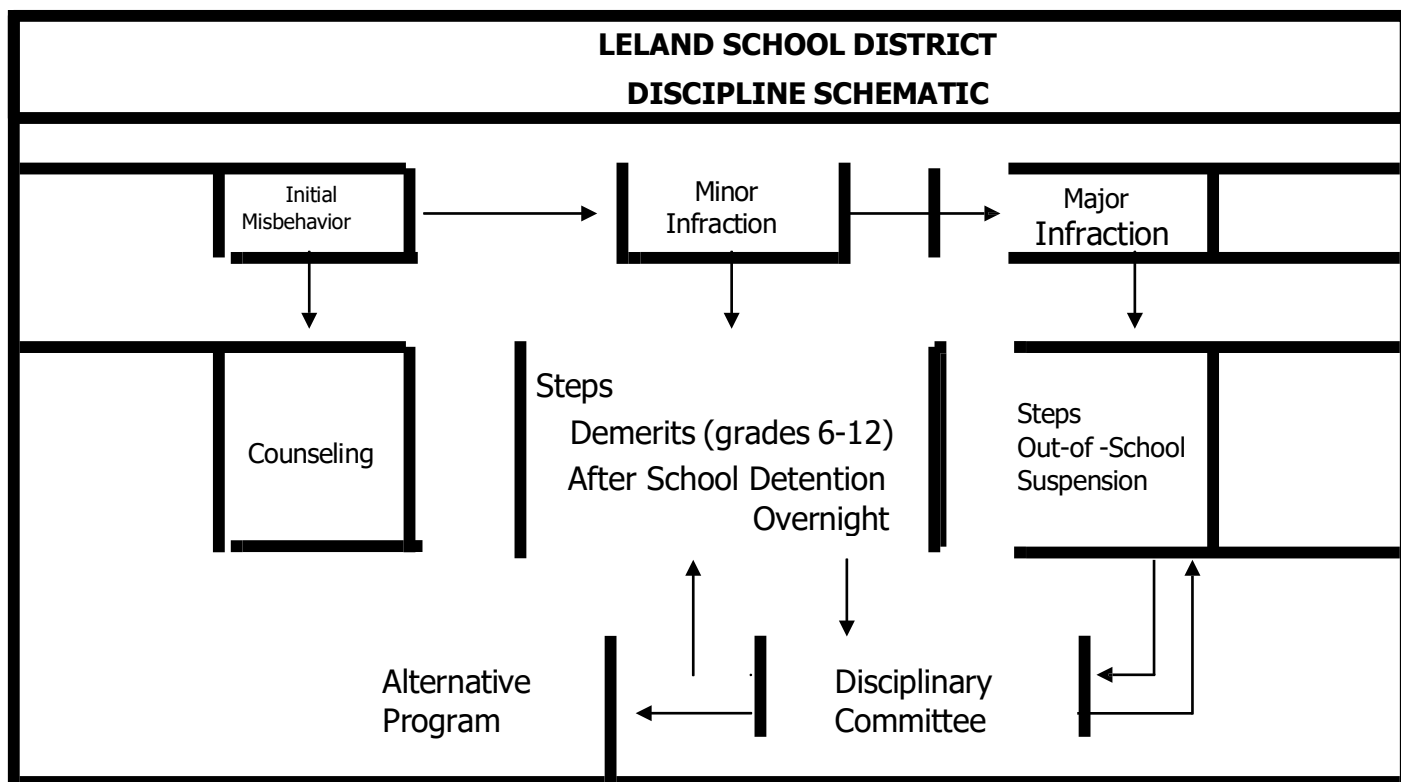 LELAND SCHOOL DISTRICT
DISCIPLINE SCHEMATIC
Initial
Misbehavior
Minor
Infraction
Major
Infraction
Counseling
Steps
Demerits (grades 6-12)
After School Detention
Overnight
Steps
Out-of -School
Suspension
Alternative
Program
Disciplinary
Committee